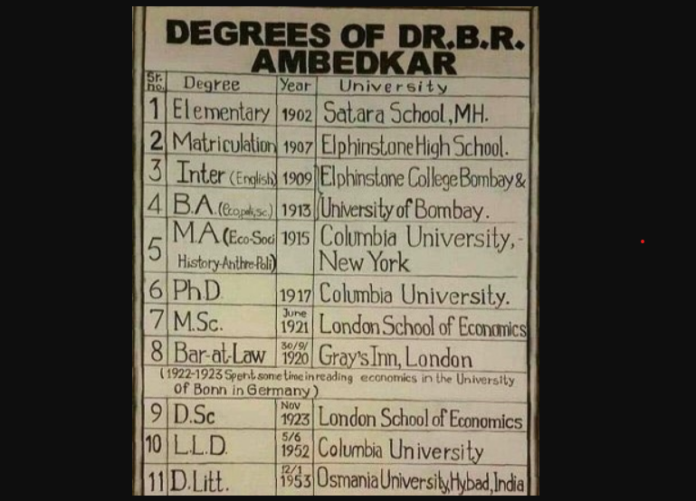 DEGREES OF DR.B.R.
AMBEDKAR
Sr. no. Degree Year University
1 Elementary 1902 Satara School, MH.
2 Matriculation 1907 Elphinstone High School.
3 Inter (English) 1909 Elphinstone College Bombay &
4 B.A. (Eco.poli.sc.) 1913 University of Bombay.
5 M.A (Eco-Soci 1915 Columbia University,-
History-Anthre-Poli) New York
6 Ph.D. 1917 Columbia University.
7 M.Sc. June 1921 London School of Economics
8 Bar-at-Law 30/9/ 1920 Gray's Inn, London
(1922-1923 Spent some time in reading economics in the University
of Bonn in Germany)
9 D.Sc Nov 1923 London School of Economics
10 L.L.D. 5/6 1952 Columbia University
11 D.Litt. 12/1 1953 Osmania University, Hybad, India